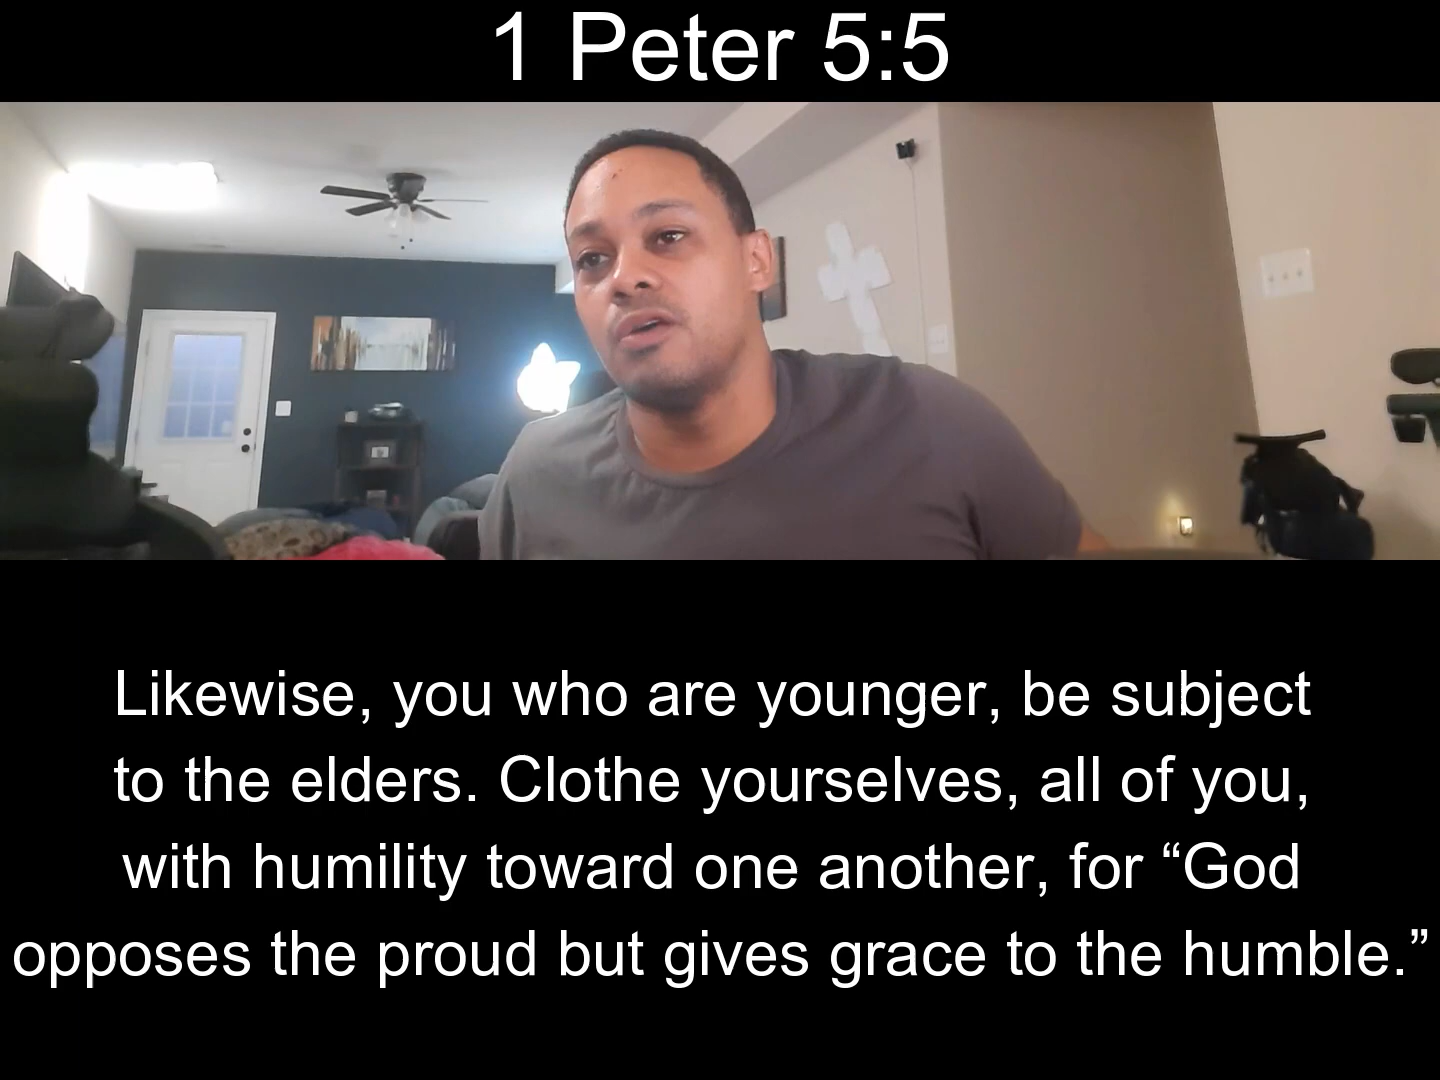 1 Peter 5:5
Likewise, you who are younger, be subject
to the elders. Clothe yourselves, all of you,
with humility toward one another, for “God
opposes the proud but gives grace to the humble.”